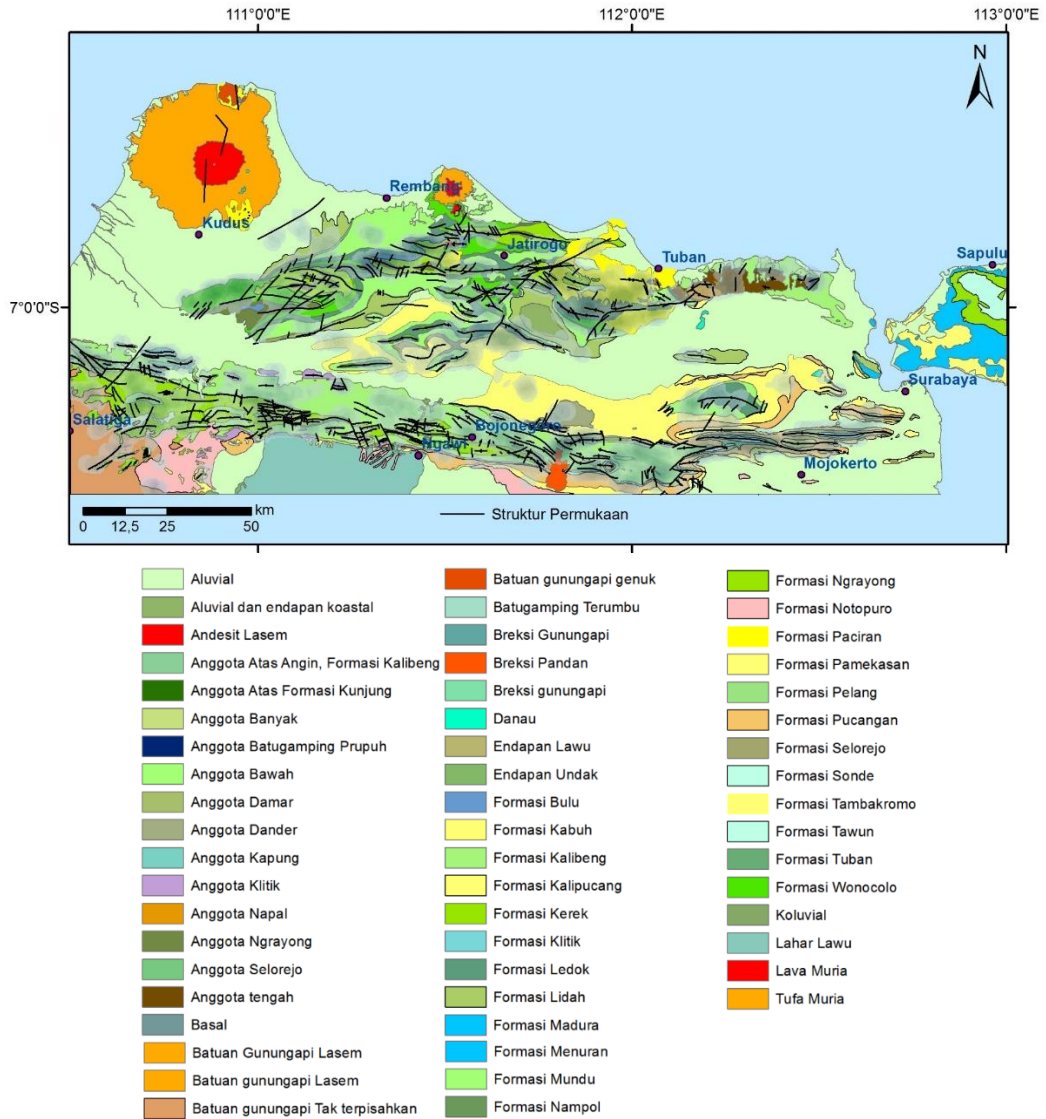 111°0'0"E
112°0'0"E
113°0'0"E
N
Rembang
Kudus
Jatirogo
Tuban
Sapulu
7°0'0"S
Surabaya
Salatiga
Bojonegoro
Ngawi
Mojokerto
km
0 12,5 25 50
Struktur Permukaan
Aluvial
Aluvial dan endapan koastal
Andesit Lasem
Anggota Atas Angin, Formasi Kalibeng
Anggota Atas Formasi Kunjung
Anggota Banyak
Anggota Batugamping Prupuh
Anggota Bawah
Anggota Damar
Anggota Dander
Anggota Kapung
Anggota Klitik
Anggota Napal
Anggota Ngrayong
Anggota Selorejo
Anggota tengah
Basal
Batuan Gunungapi Lasem
Batuan gunungapi Lasem
Batuan gunungapi Tak terpisahkan
Batuan gunungapi genuk
Batugamping Terumbu
Breksi Gunungapi
Breksi Pandan
Breksi gunungapi
Danau
Endapan Lawu
Endapan Undak
Formasi Bulu
Formasi Kabuh
Formasi Kalibeng
Formasi Kalipucang
Formasi Kerek
Formasi Klitik
Formasi Ledok
Formasi Lidah
Formasi Madura
Formasi Menuran
Formasi Mundu
Formasi Nampol
Formasi Ngrayong
Formasi Notopuro
Formasi Paciran
Formasi Pamekasan
Formasi Pelang
Formasi Pucangan
Formasi Selorejo
Formasi Sonde
Formasi Tambakromo
Formasi Tawun
Formasi Tuban
Formasi Wonocolo
Koluvial
Lahar Lawu
Lava Muria
Tufa Muria